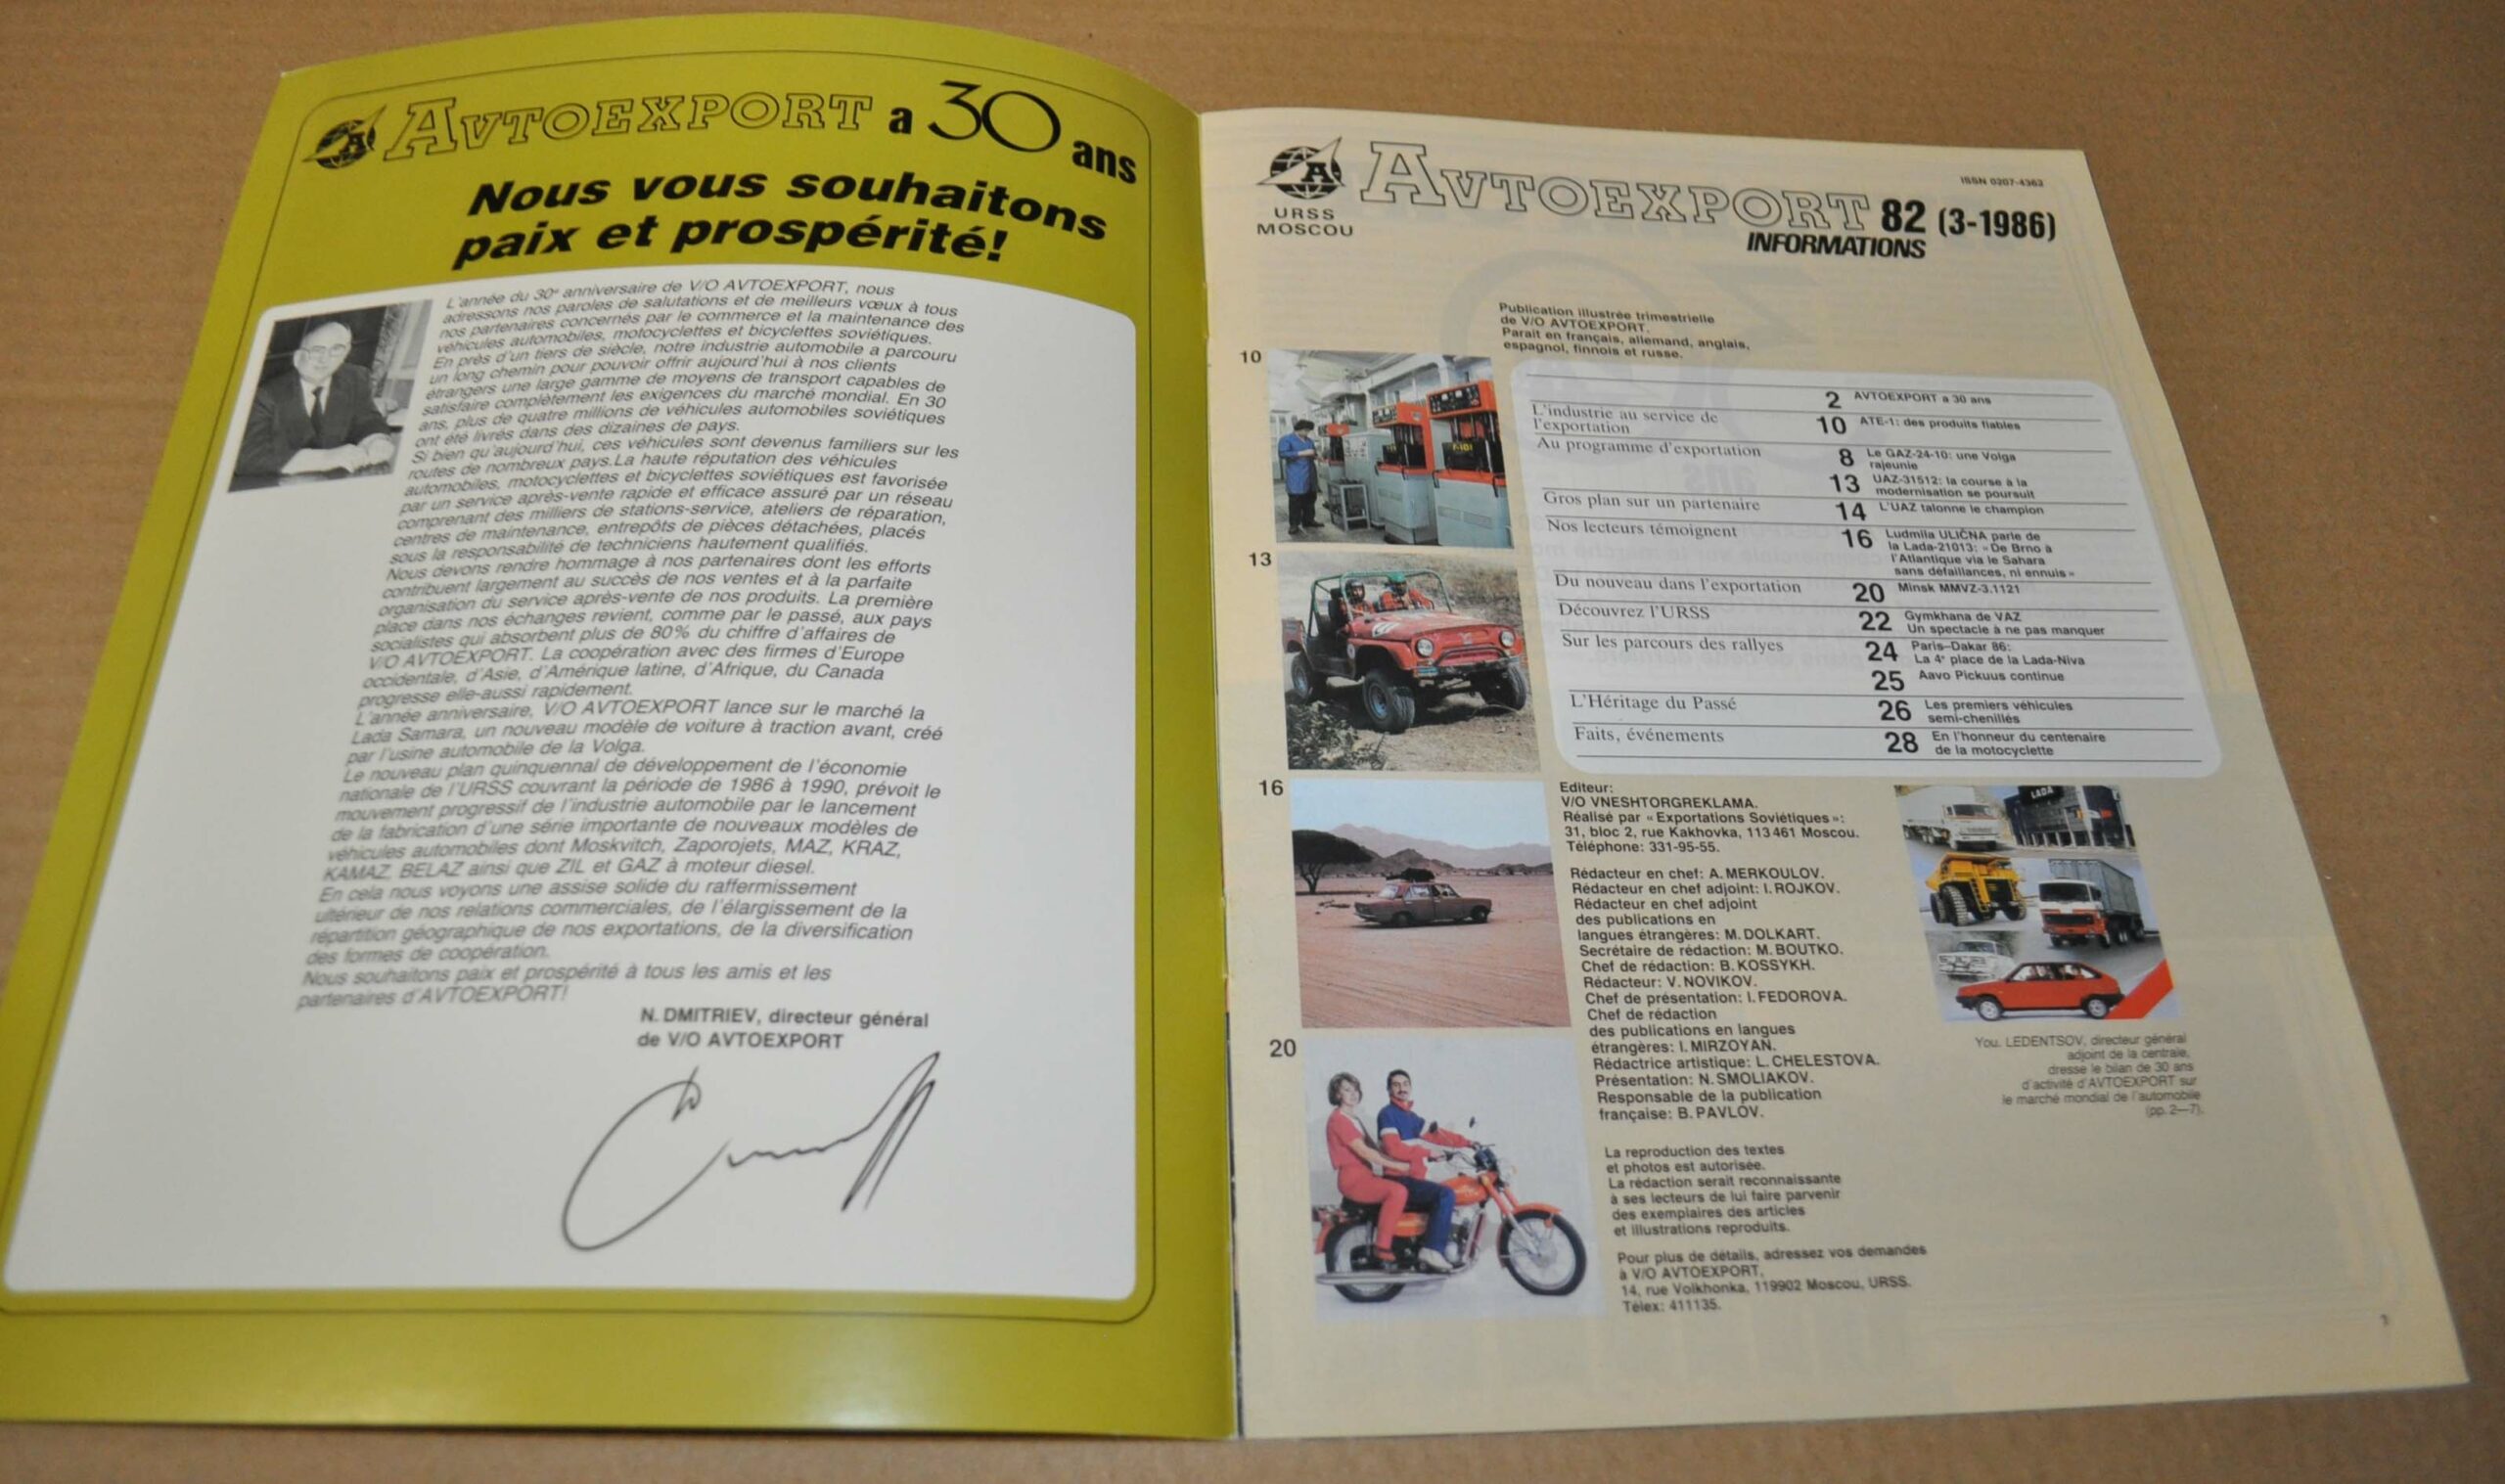 AVTOEXPORT a 30 ans
Nous vous souhaitons
paix et prospérité!
L'année du 30e anniversaire de V/O AVTOEXPORT, nous
adressons nos paroles de salutations et de meilleurs vœux à tous
nos partenaires concernés par le commerce et la maintenance des
véhicules automobiles, motocyclettes et bicyclettes soviétiques.
En près d'un tiers de siècle, notre industrie automobile a parcouru
un long chemin pour pouvoir offrir aujourd'hui à nos clients
étrangers une large gamme de moyens de transport capables de
satisfaire complètement les exigences du marché mondial. En 30
ans, plus de quatre millions de véhicules automobiles soviétiques
ont été livrés dans des dizaines de pays.
Si bien qu'aujourd'hui, ces véhicules sont devenus familiers sur les
routes de nombreux pays.La haute réputation des véhicules
automobiles, motocyclettes et bicyclettes soviétiques est favorisée
par un service après-vente rapide et efficace assuré par un réseau
comprenant des milliers de stations-service, ateliers de réparation,
centres de maintenance, entrepôts de pièces détachées, placés
sous la responsabilité de techniciens hautement qualifiés.
Nous devons rendre hommage à nos partenaires dont les efforts
contribuent largement au succès de nos ventes et à la parfaite
organisation du service après-vente de nos produits. La première
place dans nos échanges revient, comme par le passé, aux pays
socialistes qui absorbent plus de 80% du chiffre d'affaires de
V/O AVTOEXPORT. La coopération avec des firmes d'Europe
occidentale, d'Asie, d'Amérique latine, d'Afrique, du Canada
progresse elle-aussi rapidement.
L'année anniversaire, V/O AVTOEXPORT lance sur le marché la
Lada Samara, un nouveau modèle de voiture à traction avant, créé
par l'usine automobile de la Volga.
Le nouveau plan quinquennal de développement de l'économie
nationale de l'URSS couvrant la période de 1986 à 1990, prévoit le
mouvement progressif de l'industrie automobile par le lancement
de la fabrication d'une série importante de nouveaux modèles de
véhicules automobiles dont Moskvitch, Zaporojets, MAZ, KRAZ,
KAMAZ, BELAZ ainsi que ZIL et GAZ à moteur diesel.
En cela nous voyons une assise solide du raffermissement
ultérieur de nos relations commerciales, de l'élargissement de la
répartition géographique de nos exportations, de la diversification
des formes de coopération.
Nous souhaitons paix et prospérité à tous les amis et les
partenaires d'AVTOEXPORT!
N. DMITRIEV, directeur général
de V/O AVTOEXPORT
A
URSS
MOSCOU
AVTOEXPORT 82 (3-1986)
INFORMATIONS
ISSN 0207-4363
Publication illustrée trimestrielle
de V/O AVTOEXPORT.
Parait en français, allemand, anglais,
espagnol, finnois et russe.
2 AVTOEXPORT a 30 ans
L'industrie au service de
l'exportation
10 ATE-1: des produits fiables
Au programme d'exportation
8 Le GAZ-24-10: une Volga
rajeunie
13 UAZ-31512: la course à la
modernisation se poursuit
Gros plan sur un partenaire
14 L'UAZ talonne le champion
Nos lecteurs témoignent
16 Ludmila ULIČNA parle de
la Lada-21013: «De Brno à
l'Atlantique via le Sahara
sans défaillances, ni ennuis»
Du nouveau dans l'exportation
20 Minsk MMVZ-3.1121
Découvrez l'URSS
22 Gymkhana de VAZ
Un spectacle à ne pas manquer
Sur les parcours des rallyes
24 Paris–Dakar 86:
La 4e place de la Lada-Niva
25 Aavo Pickuus continue
L'Héritage du Passé
26 Les premiers véhicules
semi-chenillés
Faits, événements
28 En l'honneur du centenaire
de la motocyclette
10
13
16
20
Editeur:
V/O VNESHTORGREKLAMA.
Réalisé par «Exportations Soviétiques»:
31, bloc 2, rue Kakhovka, 113461 Moscou.
Téléphone: 331-95-55.
Rédacteur en chef: A. MERKOULOV.
Rédacteur en chef adjoint: I. ROJKOV.
Rédacteur en chef adjoint
des publications en
langues étrangères: M. DOLKART.
Secrétaire de rédaction: M. BOUTKO.
Chef de rédaction: B. KOSSYKH.
Rédacteur: V. NOVIKOV.
Chef de présentation: I. FEDOROVA.
Chef de rédaction
des publications en langues
étrangères: I. MIRZOYAN.
Rédactrice artistique: L. CHELESTOVA.
Présentation: N. SMOLIAKOV.
Responsable de la publication
française: B. PAVLOV.
La reproduction des textes
et photos est autorisée.
La rédaction serait reconnaissante
à ses lecteurs de lui faire parvenir
des exemplaires des articles
et illustrations reproduits.
Pour plus de détails, adressez vos demandes
à V/O AVTOEXPORT,
14, rue Volkhonka, 119902 Moscou, URSS.
Télex: 411135.
LADA
You. LEDENTSOV, directeur général
adjoint de la centrale,
dresse le bilan de 30 ans
d'activité d'AVTOEXPORT sur
le marché mondial de l'automobile
(pp. 2—7).
1